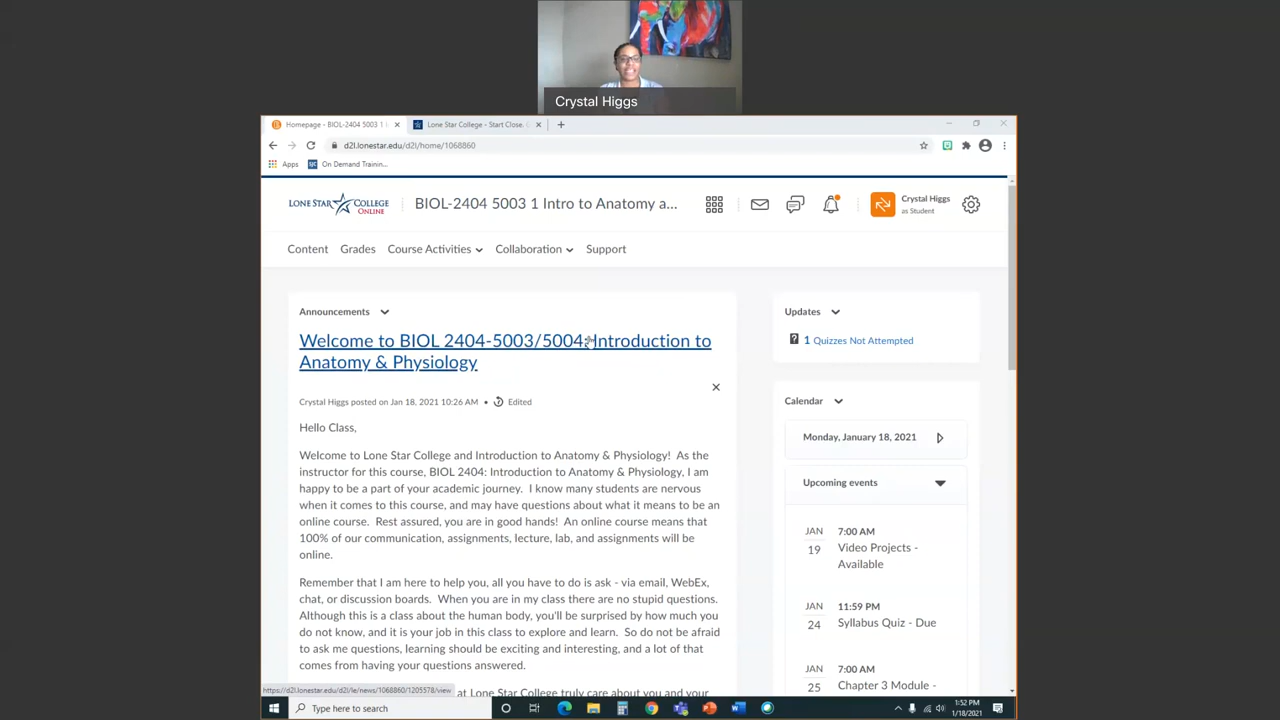 Crystal Higgs
Homepage - BIOL-2404 5003 1 I
Lone Star College - Start Close.
d2l.lonestar.edu/d2l/home/1068860
Apps
On Demand Trainin...
LONE STAR COLLEGE
ONLINE
BIOL-2404 5003 1 Intro to Anatomy a...
Crystal Higgs
as Student
Content
Grades
Course Activities
Collaboration
Support
Announcements
Welcome to BIOL 2404-5003/5004: Introduction to
Anatomy & Physiology
Crystal Higgs posted on Jan 18, 2021 10:26 AM • Edited
Hello Class,
Welcome to Lone Star College and Introduction to Anatomy & Physiology! As the
instructor for this course, BIOL 2404: Introduction to Anatomy & Physiology, I am
happy to be a part of your academic journey. I know many students are nervous
when it comes to this course, and may have questions about what it means to be an
online course. Rest assured, you are in good hands! An online course means that
100% of our communication, assignments, lecture, lab, and assignments will be
online.
Remember that I am here to help you, all you have to do is ask - via email, WebEx,
chat, or discussion boards. When you are in my class there are no stupid questions.
Although this is a class about the human body, you'll be surprised by how much you
do not know, and it is your job in this class to explore and learn. So do not be afraid
to ask me questions, learning should be exciting and interesting, and a lot of that
comes from having your questions answered.
at Lone Star College truly care about you and your
Updates
1 Quizzes Not Attempted
Calendar
Monday, January 18, 2021
Upcoming events
JAN
19
7:00 AM
Video Projects -
Available
JAN
24
11:59 PM
Syllabus Quiz - Due
JAN
25
7:00 AM
Chapter 3 Module -
https://d2l.lonestar.edu/d2l/le/news/1068860/1205578/view
Type here to search
1:52 PM
1/18/2021